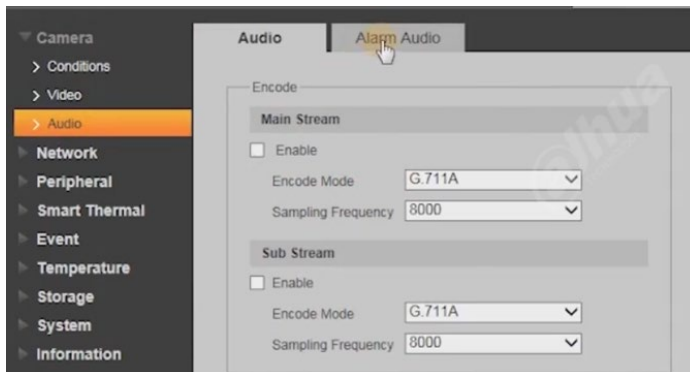 Camera
Conditions
Video
Audio
Network
Peripheral
Smart Thermal
Event
Temperature
Storage
System
Information
Audio
Alarm Audio
Encode
Main Stream
Enable
Encode Mode G.711A
Sampling Frequency 8000
Sub Stream
Enable
Encode Mode G.711A
Sampling Frequency 8000